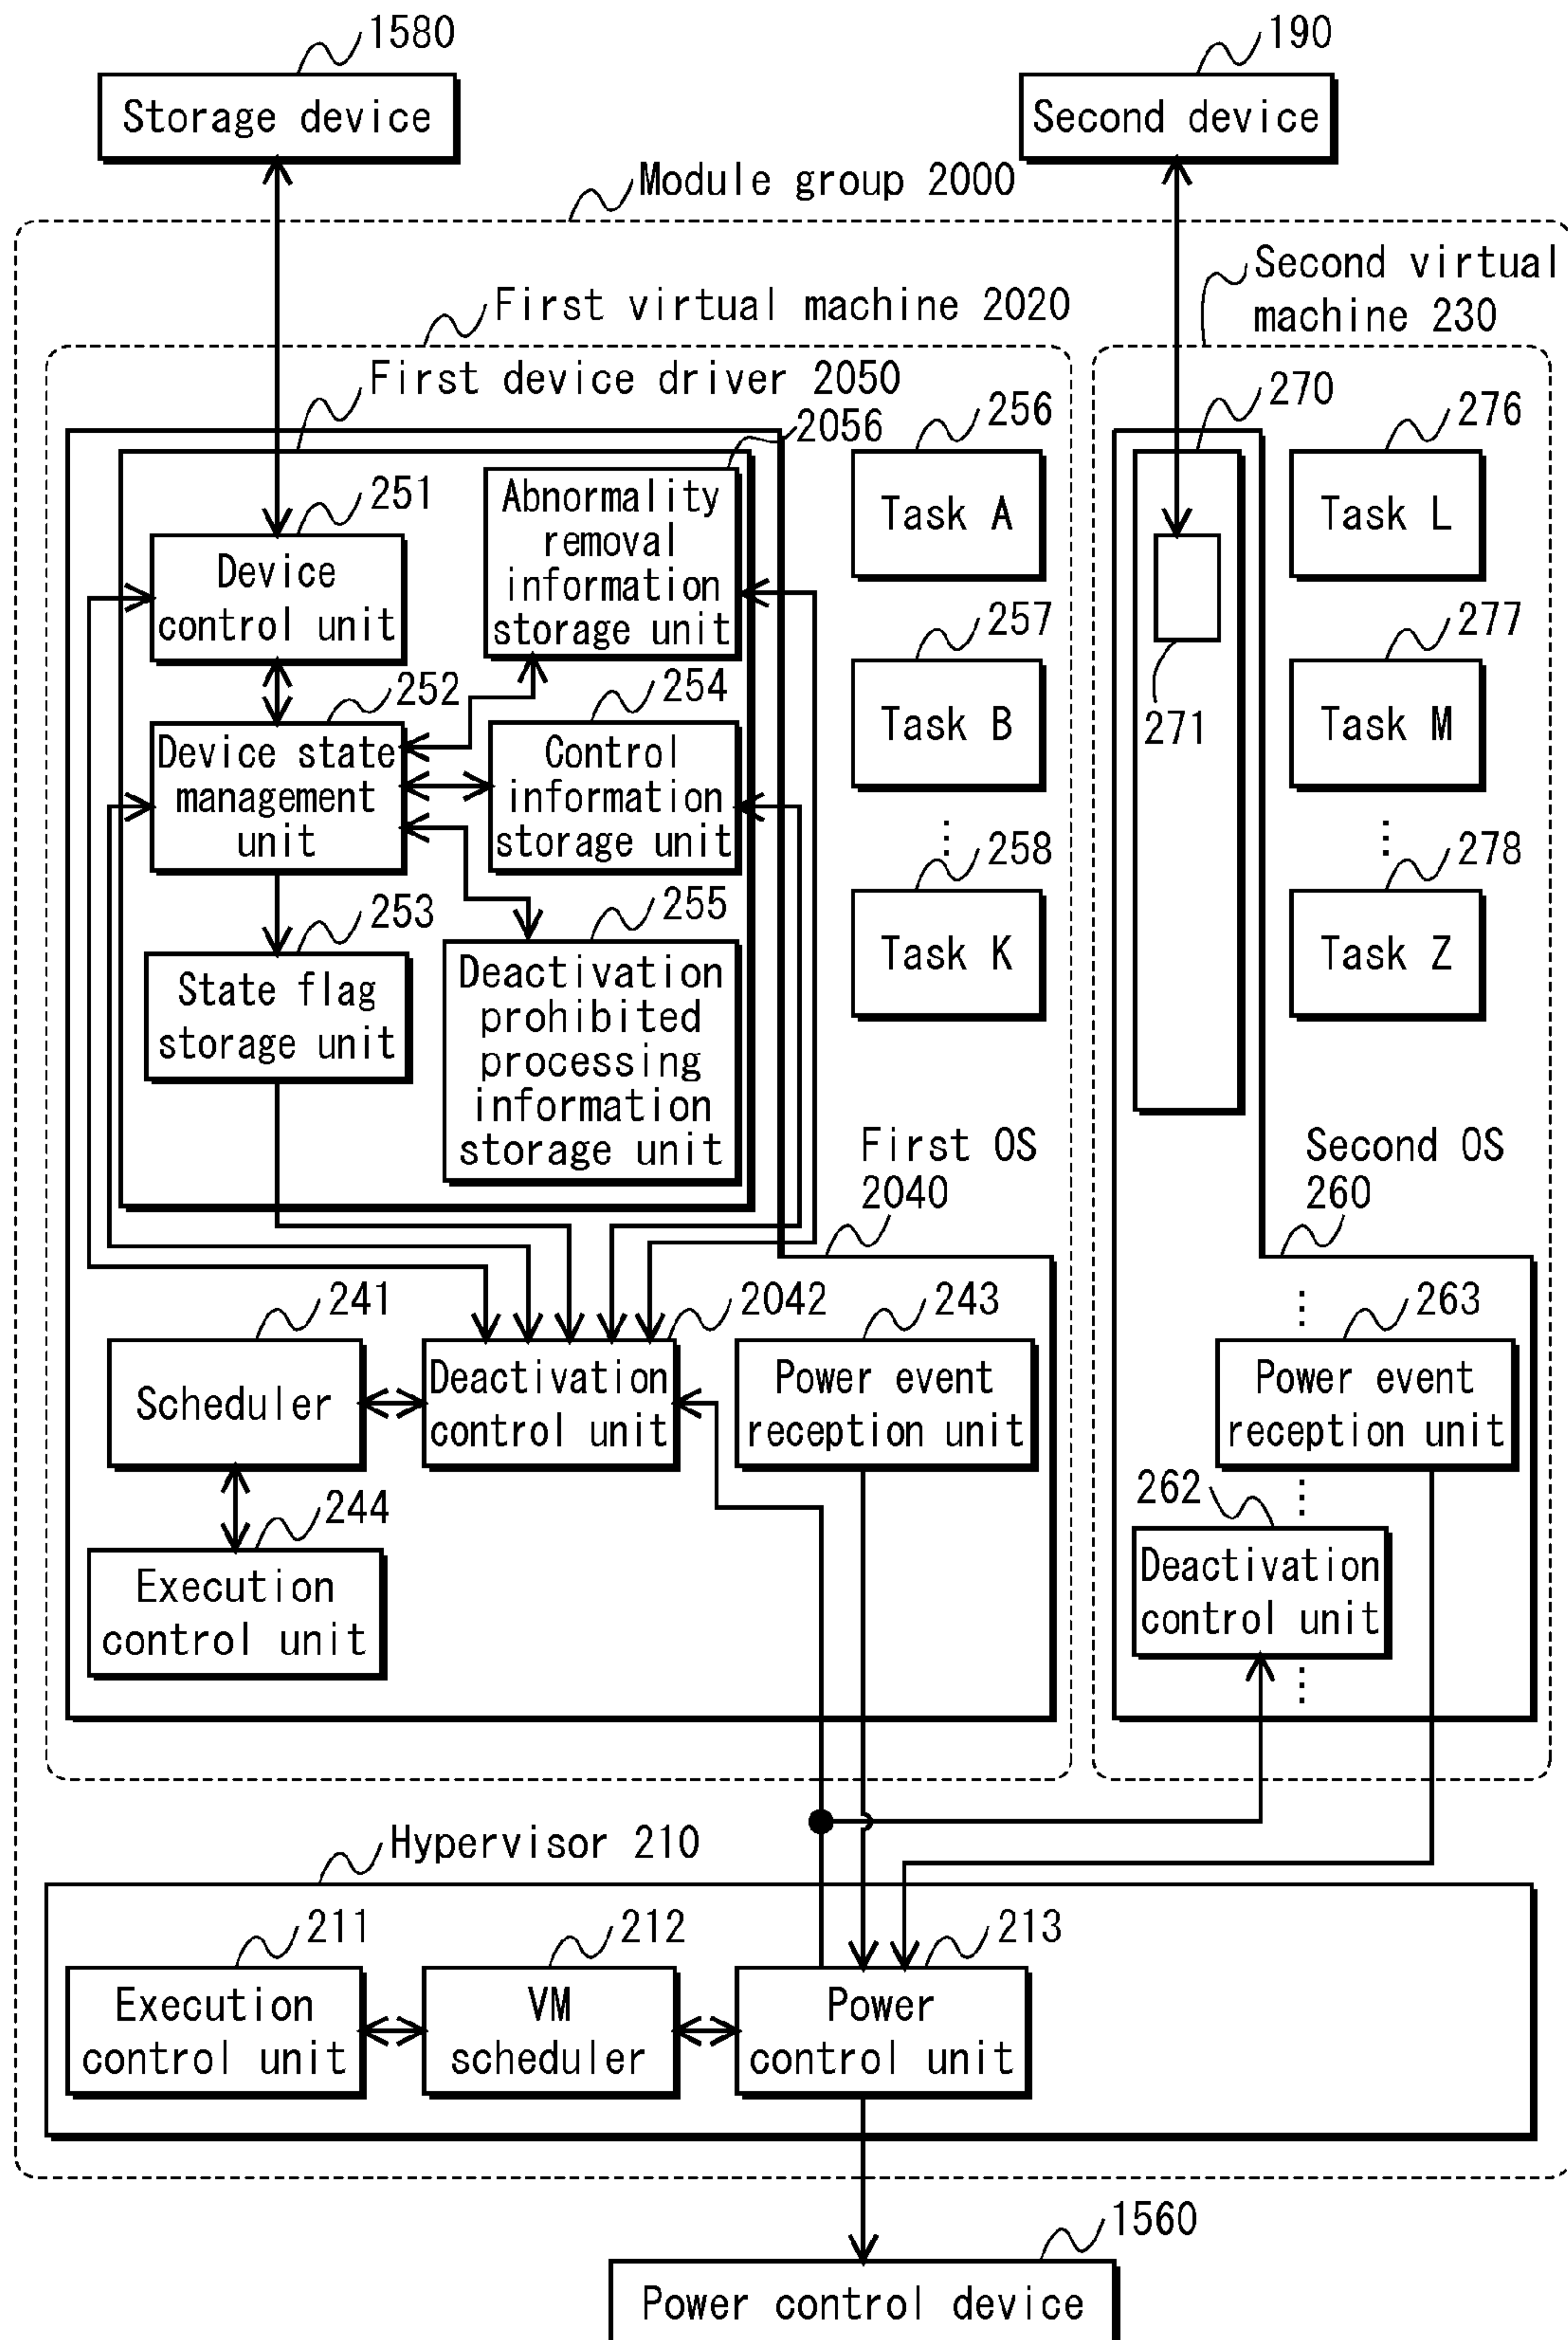 1580
190
Storage device
Second device
Module group 2000
Second virtual
machine 230
First virtual machine 2020
First device driver 2050
270
276
2056
256
251
Abnormality
removal
information
storage unit
Task A
Task L
Device
control unit
257
277
252
254
271
Device state
management
unit
Control
information
storage unit
Task B
Task M
258
278
253
255
State flag
storage unit
Deactivation
prohibited
processing
information
storage unit
Task K
Task Z
First OS
2040
Second OS
260
241
2042
243
263
Scheduler
Deactivation
control unit
Power event
reception unit
Power event
reception unit
244
262
Execution
control unit
Deactivation
control unit
Hypervisor 210
211
212
213
Execution
control unit
VM
scheduler
Power
control unit
1560
Power control device